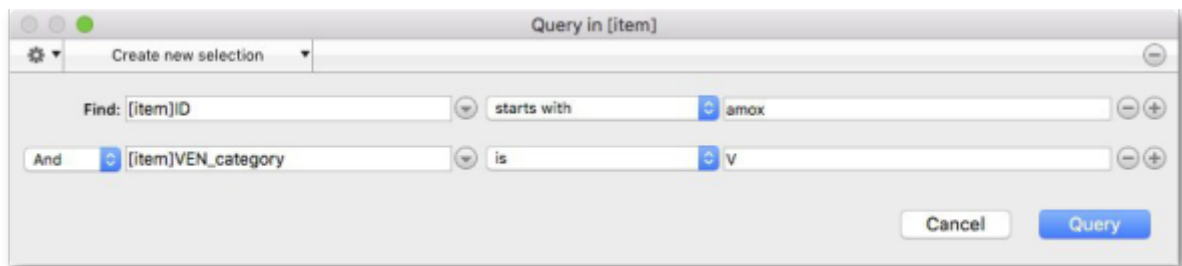 Query in [item]
Create new selection
Find: [item]ID starts with amox
And [item]VEN_category is V
Cancel Query